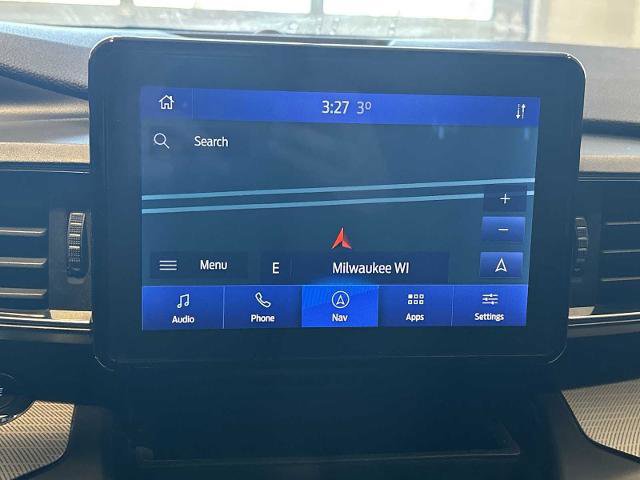 3:27 3°
Search
+
−
Menu E Milwaukee WI
Audio Phone Nav Apps Settings